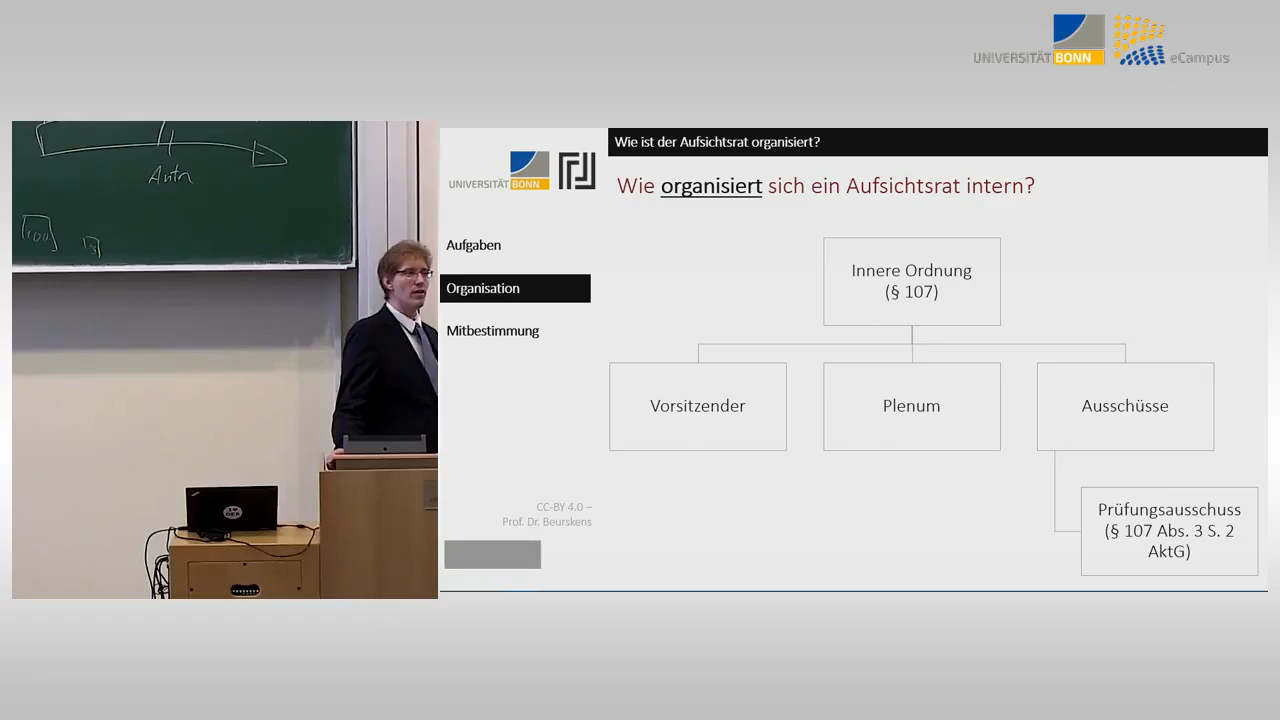 UNIVERSITÄT BONN
eCampus
Wie ist der Aufsichtsrat organisiert?
UNIVERSITÄT BONN
Wie organisiert sich ein Aufsichtsrat intern?
Aufgaben
Organisation
Mitbestimmung
Innere Ordnung
(§ 107)
Vorsitzender
Plenum
Ausschüsse
Prüfungsausschuss
(§ 107 Abs. 3 S. 2
AktG)
CC-BY 4.0 –
Prof. Dr. Beurskens
100